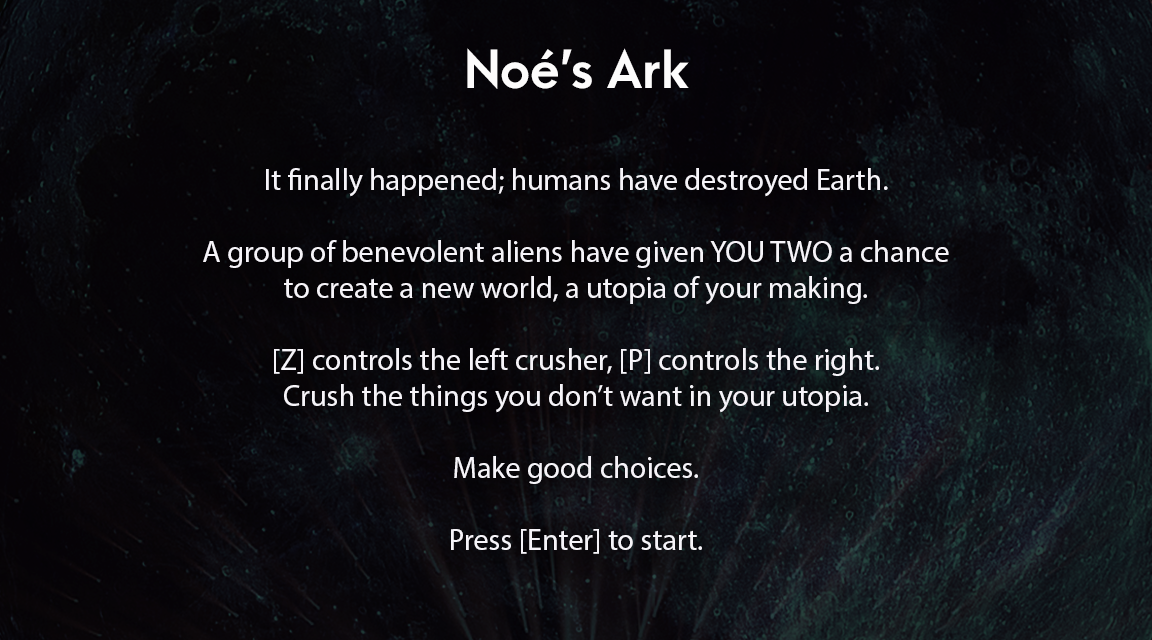 Noé’s Ark
It finally happened; humans have destroyed Earth.
A group of benevolent aliens have given YOU TWO a chance
to create a new world, a utopia of your making.
[Z] controls the left crusher, [P] controls the right.
Crush the things you don’t want in your utopia.
Make good choices.
Press [Enter] to start.